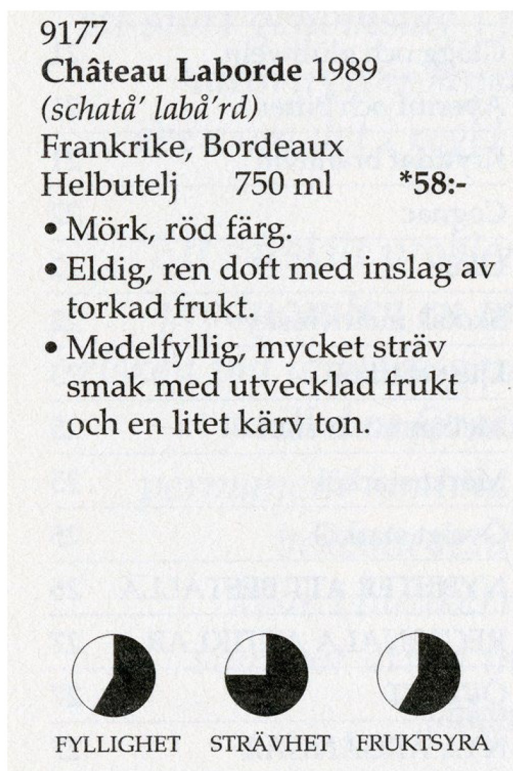 9177
Château Laborde 1989
(schatå' labå'rd)
Frankrike, Bordeaux
Helbutelj 750 ml *58:-
• Mörk, röd färg.
• Eldig, ren doft med inslag av
torkad frukt.
• Medelfyllig, mycket sträv
smak med utvecklad frukt
och en litet kärv ton.
FYLLIGHET STRÄVHET FRUKTSYRA